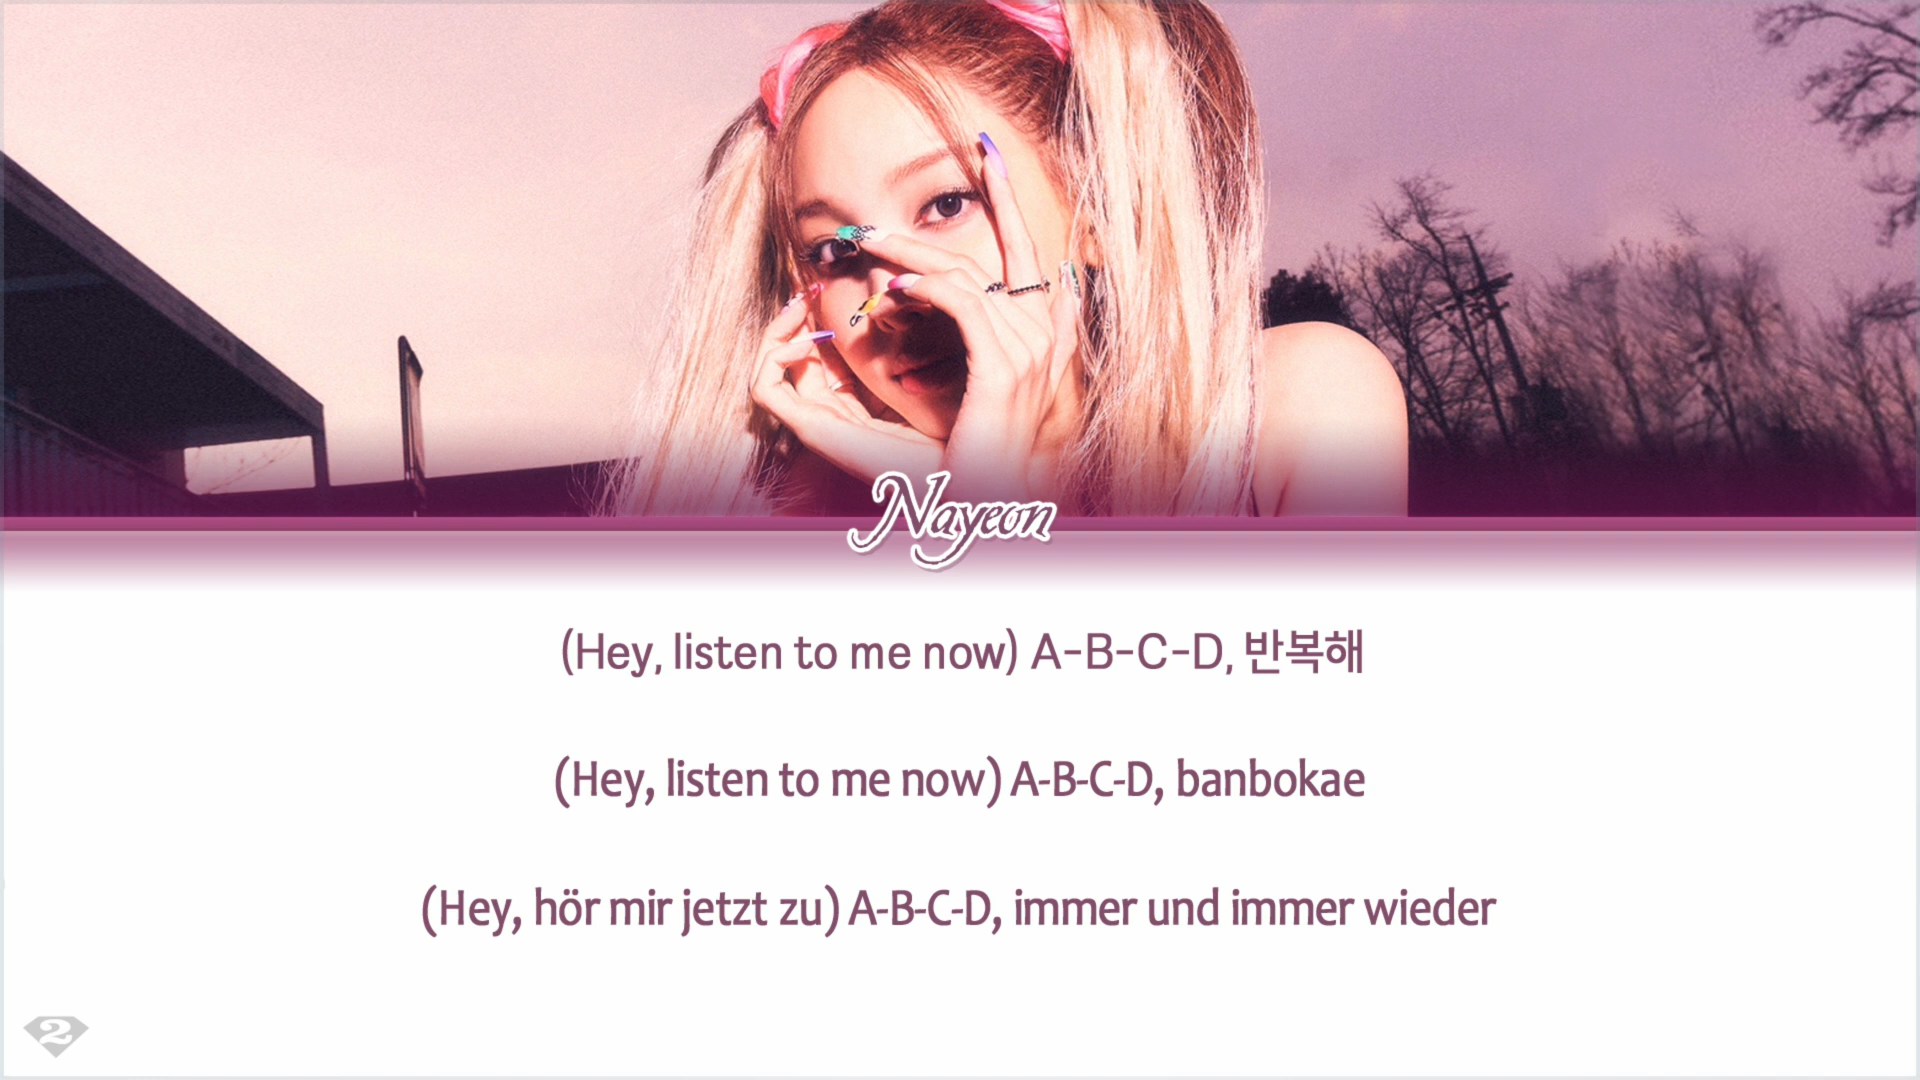 Nayeon
(Hey, listen to me now) A-B-C-D, 반복해
(Hey, listen to me now) A-B-C-D, banbokae
(Hey, hör mir jetzt zu) A-B-C-D, immer und immer wieder
2